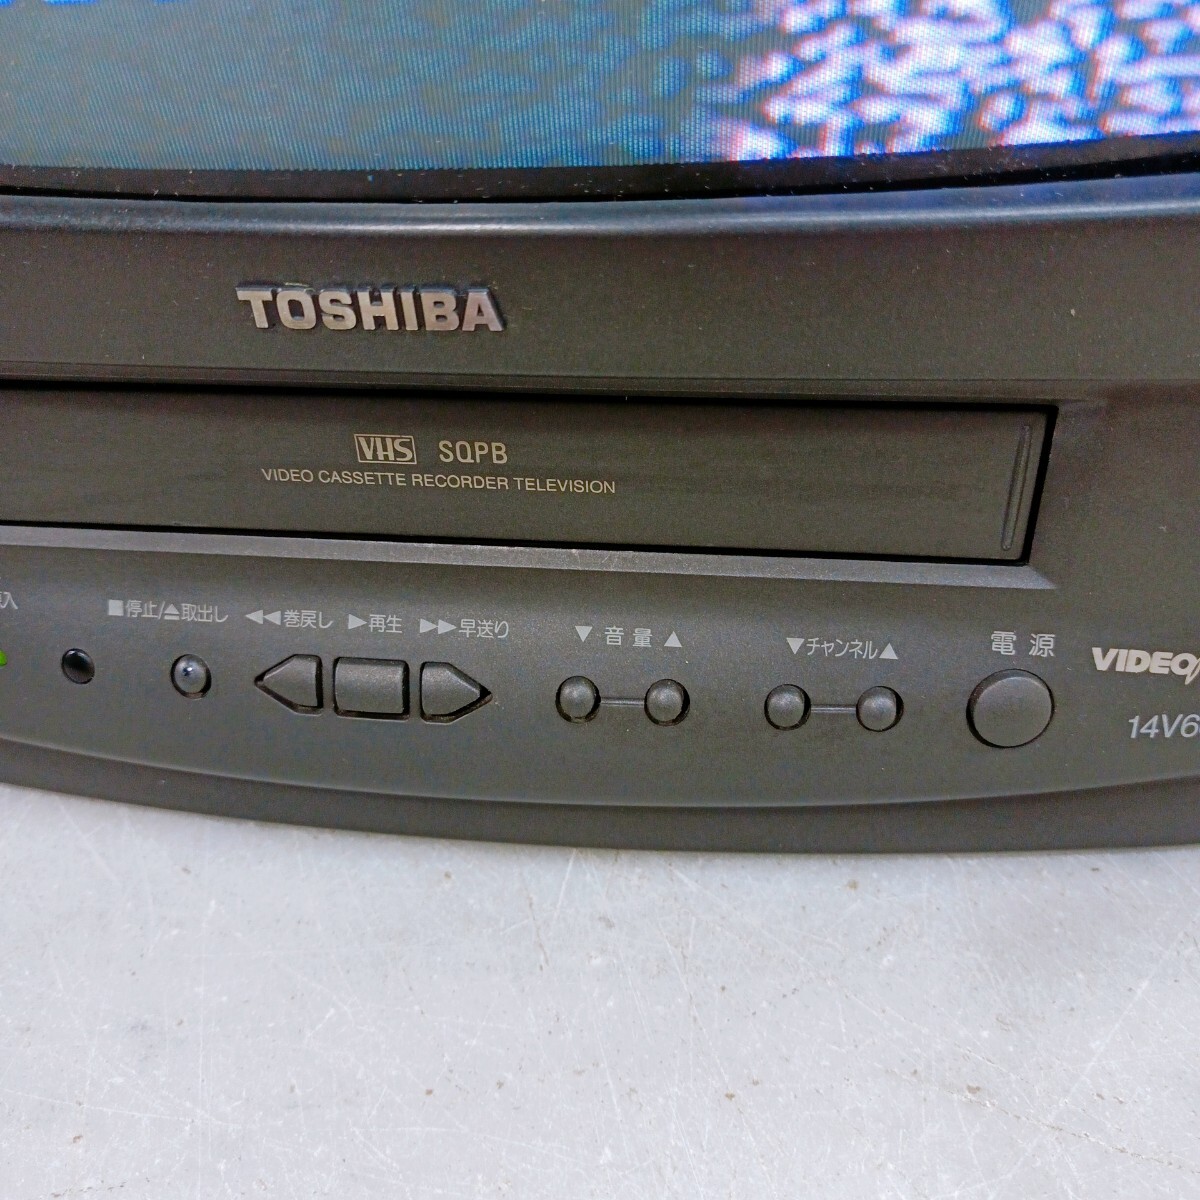 TOSHIBA
VHS SQPB
VIDEO CASSETTE RECORDER TELEVISION
■停止/▲取出し ◀◀巻戻し ▶再生 ▶▶早送り ▼音量▲ ▼チャンネル▲ 電源
VIDEO